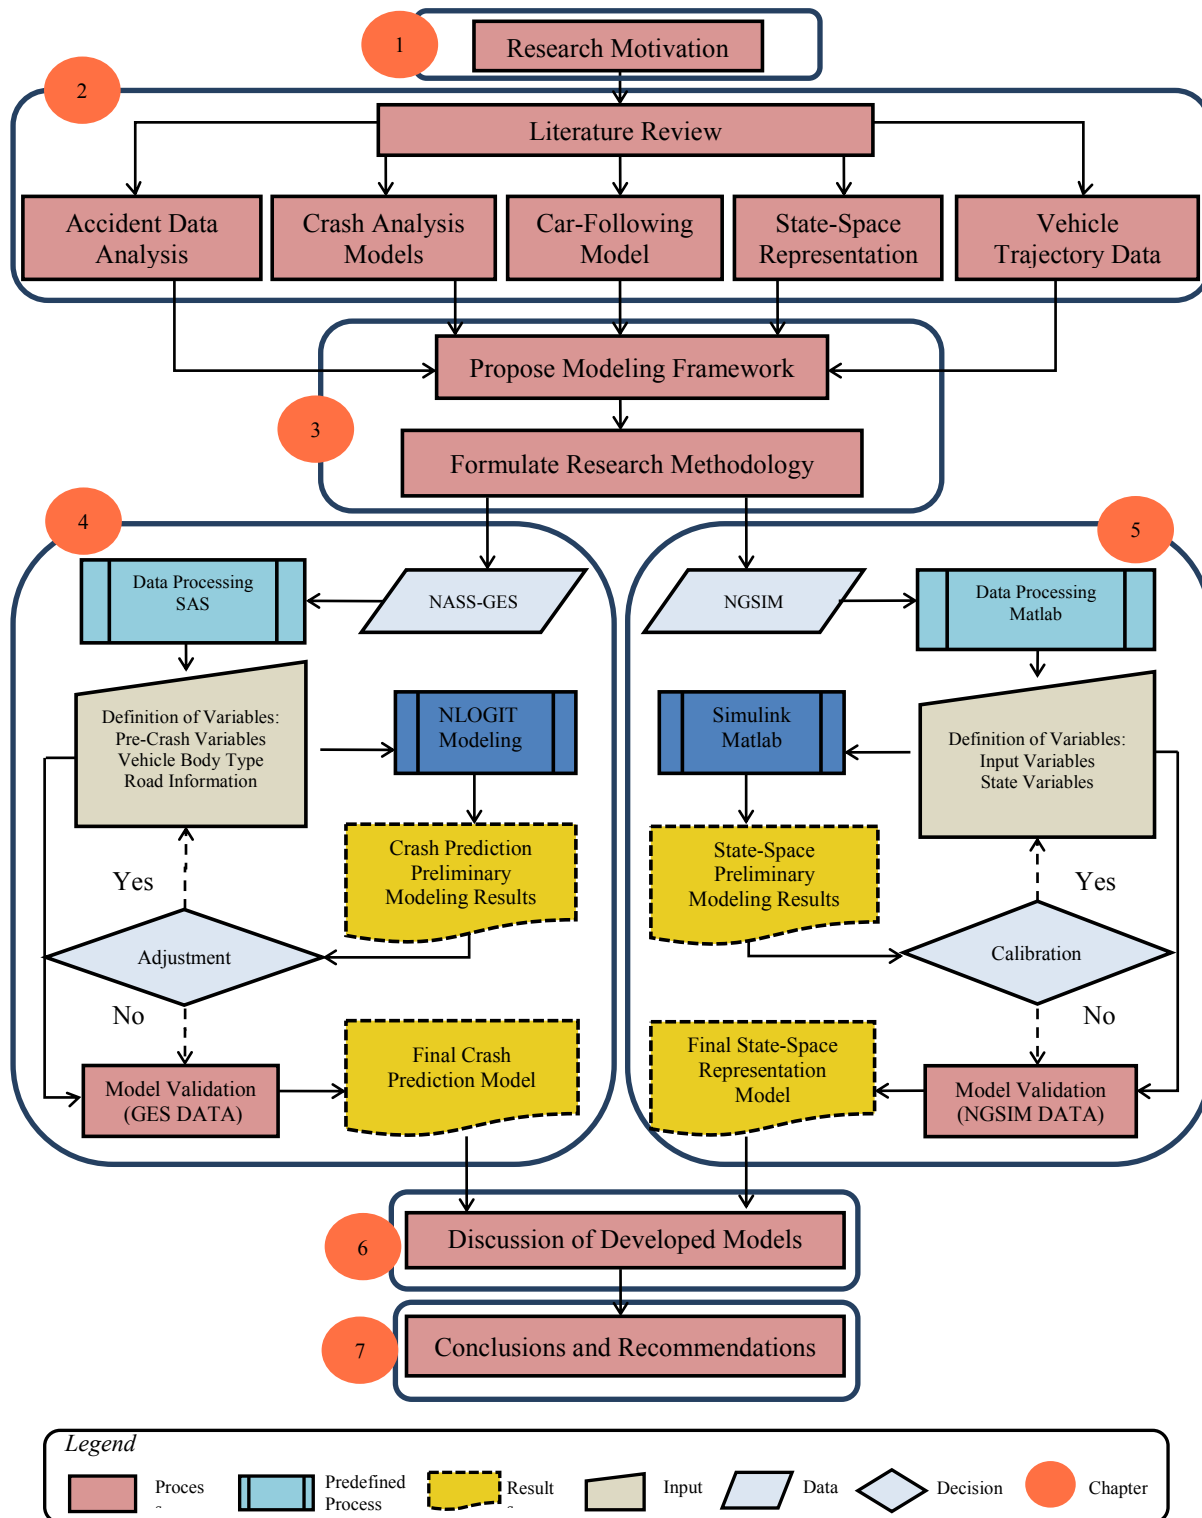 1
Research Motivation
2
Literature Review
Accident Data
Analysis
Crash Analysis
Models
Car-Following
Model
State-Space
Representation
Vehicle
Trajectory Data
Propose Modeling Framework
3
Formulate Research Methodology
4
Data Processing
SAS
NASS-GES
Definition of Variables:
Pre-Crash Variables
Vehicle Body Type
Road Information
NLOGIT
Modeling
Crash Prediction
Preliminary
Modeling Results
Yes
Adjustment
No
Model Validation
(GES DATA)
Final Crash
Prediction Model
5
NGSIM
Data Processing
Matlab
Simulink
Matlab
Definition of Variables:
Input Variables
State Variables
State-Space
Preliminary
Modeling Results
Yes
Calibration
No
Final State-Space
Representation
Model
Model Validation
(NGSIM DATA)
6
Discussion of Developed Models
7
Conclusions and Recommendations
Legend
Proces
Predefined
Process
Result
Input
Data
Decision
Chapter